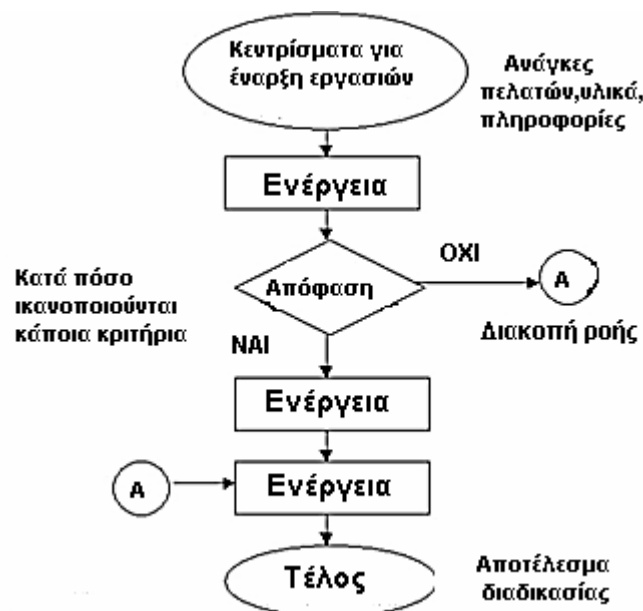 Κεντρίσματα για
έναρξη εργασιών
Ανάγκες
πελατών,υλικά,
πληροφορίες
Ενέργεια
Απόφαση
ΟΧΙ
Α
Κατά πόσο
ικανοποιούνται
κάποια κριτήρια
ΝΑΙ
Διακοπή ροής
Ενέργεια
Α
Ενέργεια
Τέλος
Αποτέλεσμα
διαδικασίας